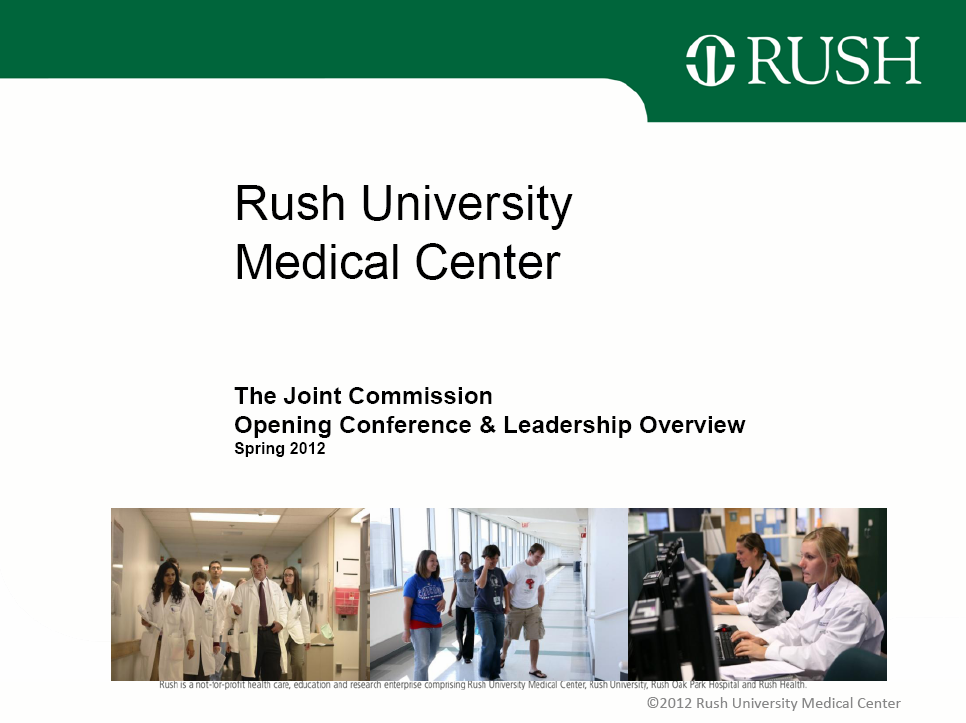 RUSH
Rush University
Medical Center
The Joint Commission
Opening Conference & Leadership Overview
Spring 2012
Rush is a not-for-profit health care, education and research enterprise comprising Rush University Medical Center, Rush University, Rush Oak Park Hospital and Rush Health.
©2012 Rush University Medical Center